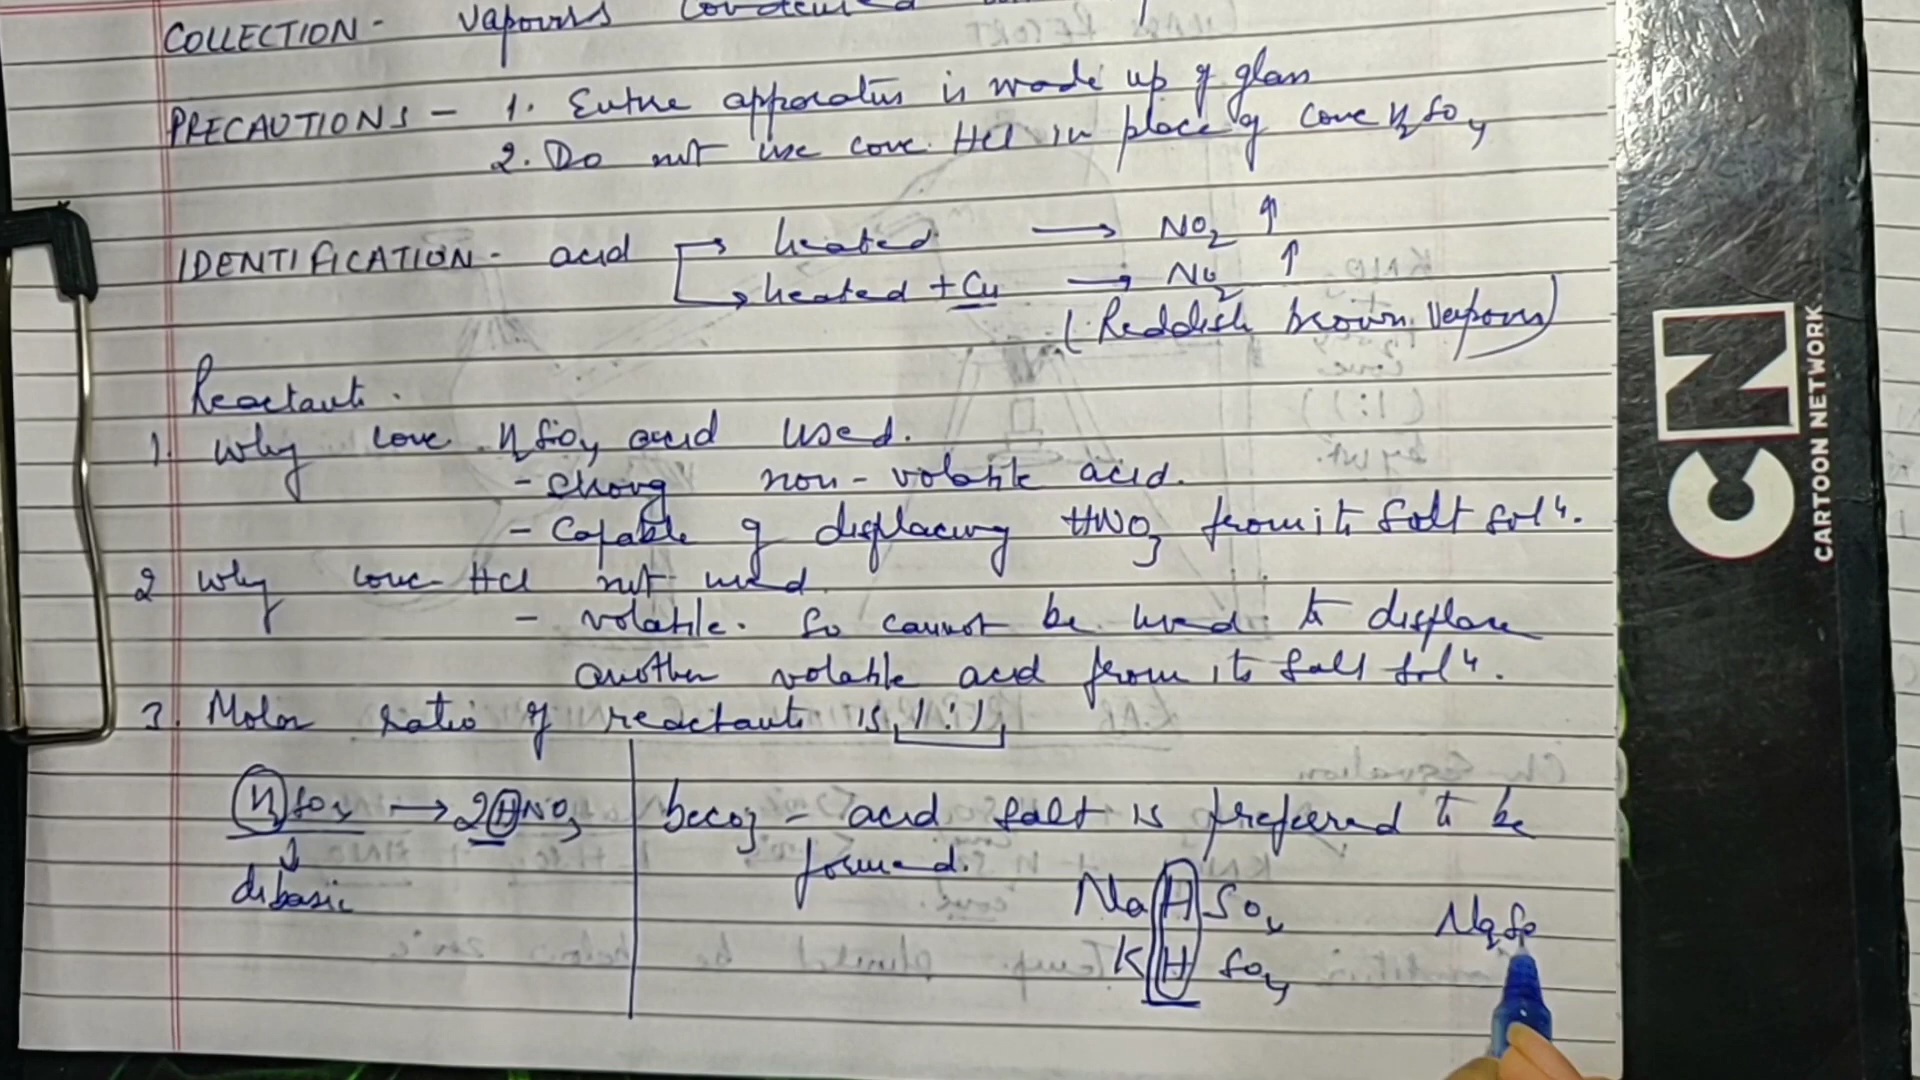 COLLECTION - Vapours condensed
PRECAUTIONS - 1. Entire apparatus is made up of glass
2. Do not use conc. HCl in place of conc H2SO4
IDENTIFICATION - acid → heated → NO2 ↑
→ heated + Cu → NO2 ↑
(Reddish brown vapours)
Reactants.
1. Why conc H2SO4 acid used.
- Strong non-volatile acid.
- Capable of displacing HNO3 from its salt solⁿ.
2 Why conc HCl not used
- volatile. So cannot be used to displace
another volatile acid from its salt solⁿ.
3. Molar ratio of reactants is 1:1
H2SO4 → 2HNO3
↓
dibasic
becoz - acid salt is preferred to be
formed.
NaHSO4
KHSO4
Na2So
CN
CARTOON NETWORK